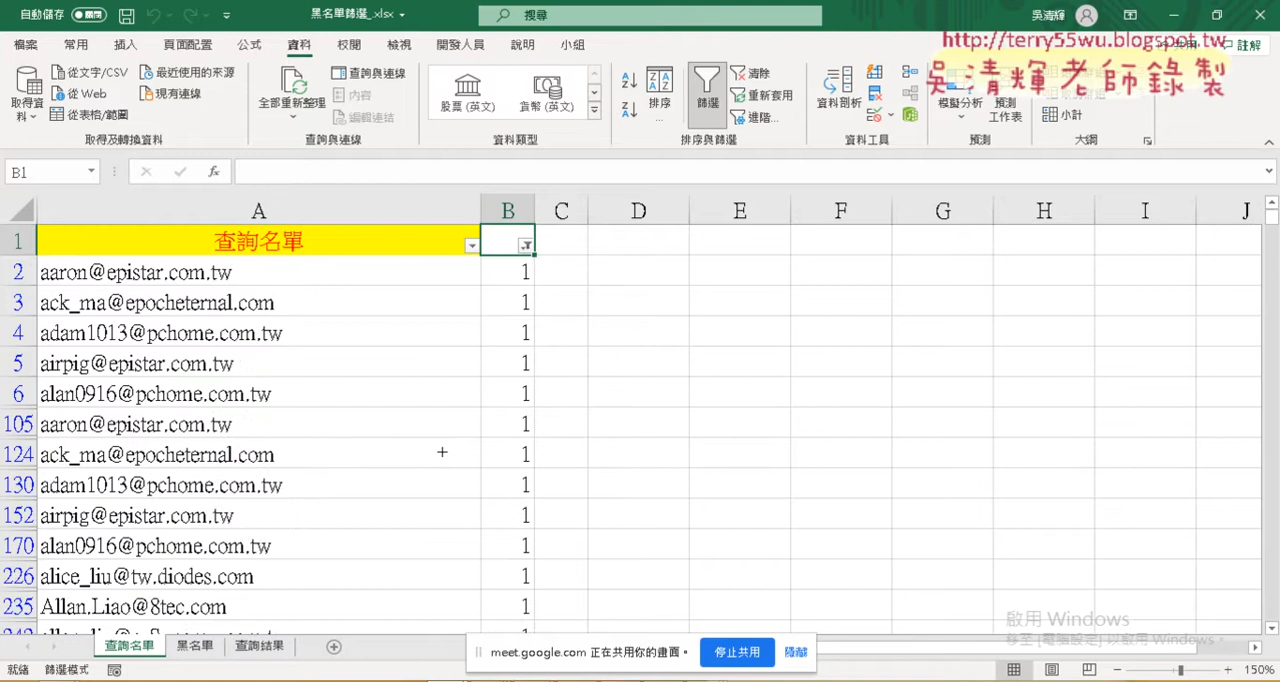 自動儲存
黑名單篩選_.xlsx
搜尋
吳清輝
檔案 常用 插入 頁面配置 公式 資料 校閱 檢視 開發人員 說明 小組
註解
http://terry55wu.blogspot.tw
吳清輝老師錄製
取得資料
從文字/CSV
從 Web
從表格/範圍
最近使用的來源
現有連線
全部重新整理
查詢與連線
內容
編輯連結
股票 (英文)
貨幣 (英文)
排序...
篩選
清除
重新套用
進階...
資料剖析
模擬分析
預測工作表
小計
取得及轉換資料 查詢與連線 資料類型 排序與篩選 資料工具 預測 大綱
B1
fx
A B C D E F G H I J
1 查詢名單
2 aaron@epistar.com.tw 1
3 ack_ma@epocheternal.com 1
4 adam1013@pchome.com.tw 1
5 airpig@epistar.com.tw 1
6 alan0916@pchome.com.tw 1
105 aaron@epistar.com.tw 1
124 ack_ma@epocheternal.com 1
130 adam1013@pchome.com.tw 1
152 airpig@epistar.com.tw 1
170 alan0916@pchome.com.tw 1
226 alice_liu@tw.diodes.com 1
235 Allan.Liao@8tec.com 1
啟用 Windows
移至 [電腦設定] 以啟用 Windows。
查詢名單 黑名單 查詢結果
meet.google.com 正在共用你的畫面。 停止共用 隱藏
就緒 篩選模式
150%